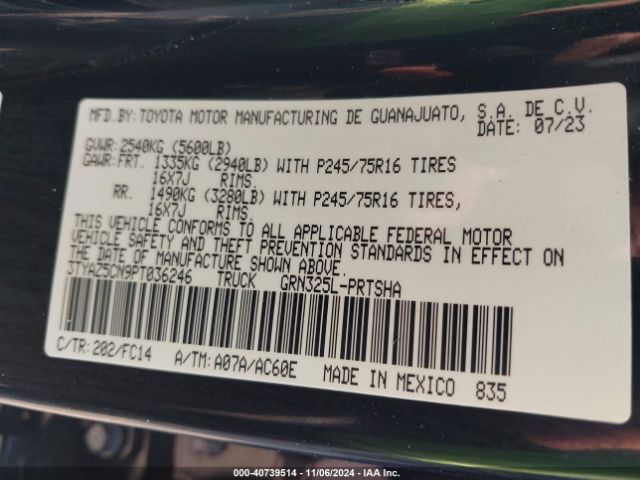 MFD.BY:TOYOTA MOTOR MANUFACTURING DE GUANAJUATO, S.A. DE C.V.
DATE: 07/23
GVWR:2540KG (5600LB)
GAWR:FRT. 1335KG (2940LB) WITH P245/75R16 TIRES
16X7J RIMS.
RR. 1490KG (3280LB) WITH P245/75R16 TIRES,
16X7J RIMS.
THIS VEHICLE CONFORMS TO ALL APPLICABLE FEDERAL MOTOR
VEHICLE SAFETY AND THEFT PREVENTION STANDARDS IN EFFECT ON
THE DATE OF MANUFACTURE SHOWN ABOVE.
3TYAZ5CN9PT036246 TRUCK GRN325L-PRTSHA
C/TR:202/FC14 A/TM:A07A/AC60E MADE IN MEXICO 835
000-40739514 - 11/06/2024 - IAA Inc.